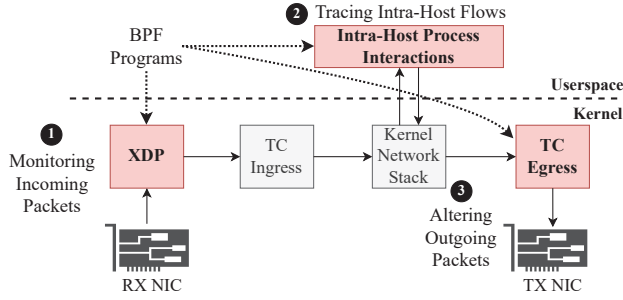 2 Tracing Intra-Host Flows
BPF
Programs
Intra-Host Process
Interactions
Userspace
Kernel
1
Monitoring
Incoming
Packets
XDP
TC
Ingress
Kernel
Network
Stack
TC
Egress
3
Altering
Outgoing
Packets
RX NIC
TX NIC